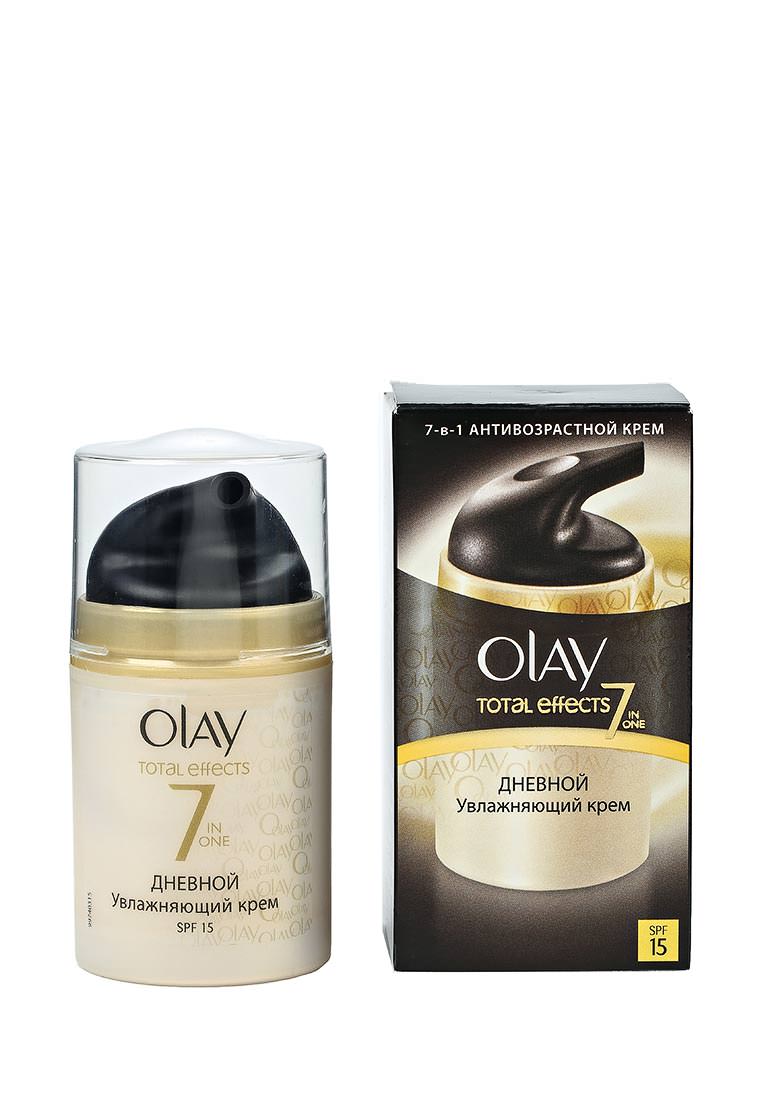 OLAY
TOTAL effects
7 IN ONE
ДНЕВНОЙ
Увлажняющий крем
SPF 15
99740315
7-в-1 АНТИВОЗРАСТНОЙ КРЕМ
OLAY
TOTAL effects 7 IN ONE
ДНЕВНОЙ
Увлажняющий крем
SPF
15